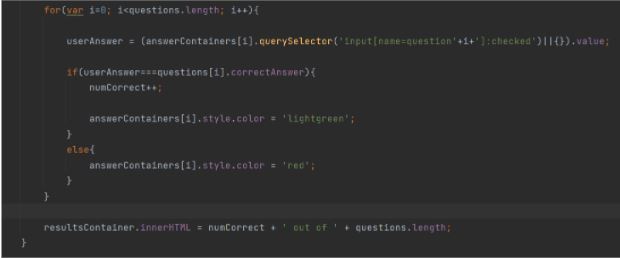 for(var i=0; i<questions.length; i++){
userAnswer = (answerContainers[i].querySelector('input[name=question'+i+']:checked')||{}).value;
if(userAnswer===questions[i].correctAnswer){
numCorrect++;
answerContainers[i].style.color = 'lightgreen';
}
else{
answerContainers[i].style.color = 'red';
}
}
resultsContainer.innerHTML = numCorrect + ' out of ' + questions.length;
}